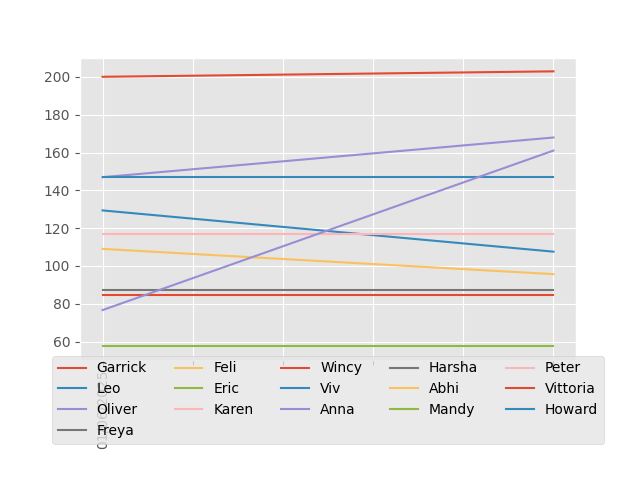 200
180
160
140
120
100
80
60
Garrick Feli Wincy Harsha Peter
Leo Eric Viv Abhi Vittoria
Oliver Karen Anna Mandy Howard
Freya